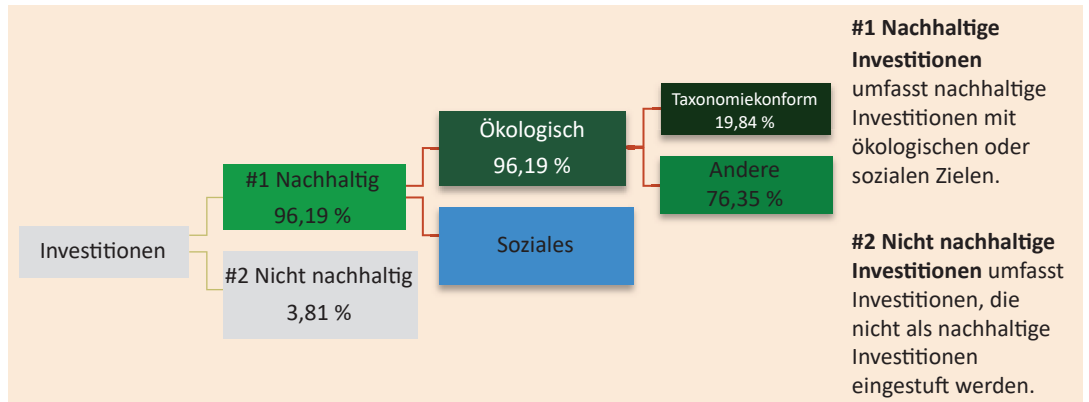 Investitionen
#1 Nachhaltig
96,19 %
#2 Nicht nachhaltig
3,81 %
Ökologisch
96,19 %
Soziales
Taxonomiekonform
19,84 %
Andere
76,35 %
#1 Nachhaltige
Investitionen
umfasst nachhaltige
Investitionen mit
ökologischen oder
sozialen Zielen.
#2 Nicht nachhaltige
Investitionen umfasst
Investitionen, die
nicht als nachhaltige
Investitionen
eingestuft werden.